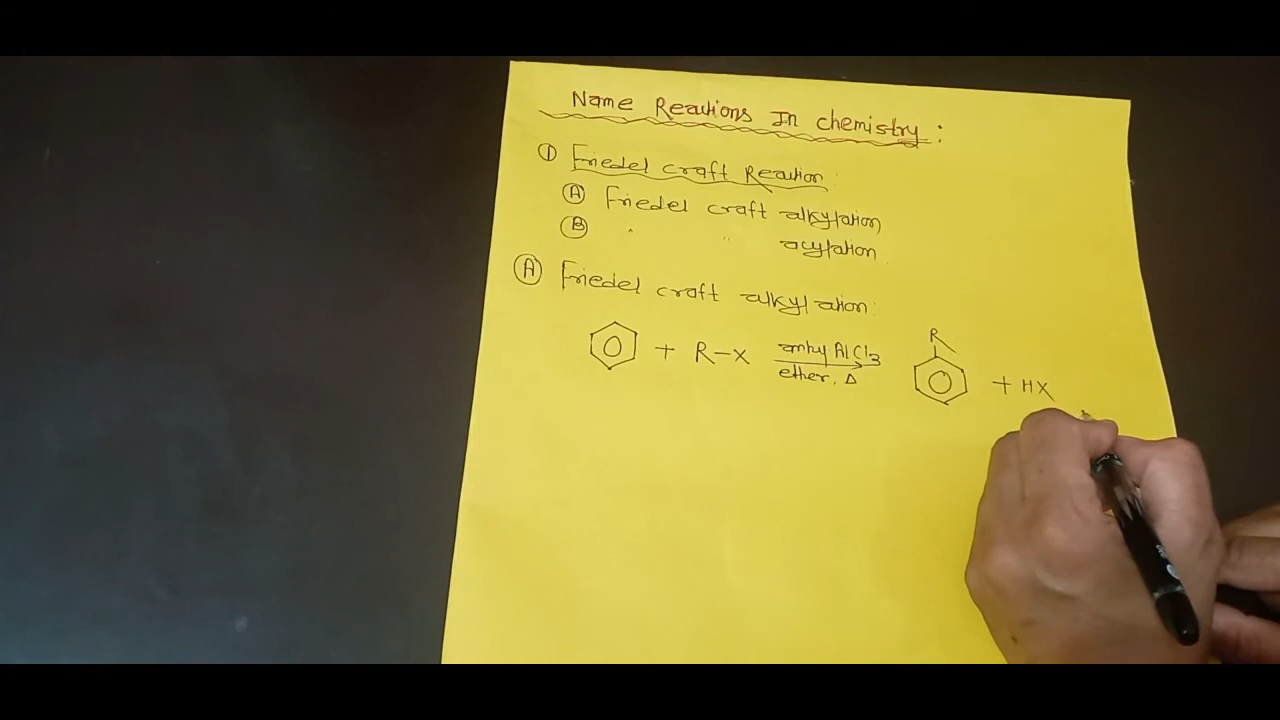 Name Reactions In chemistry:
① Friedel craft Reaction:
Ⓐ Friedel craft alkylation
Ⓑ " " acylation
Ⓐ Friedel craft alkylation:
+ R-X anhy AlCl3 ether, Δ R + HX